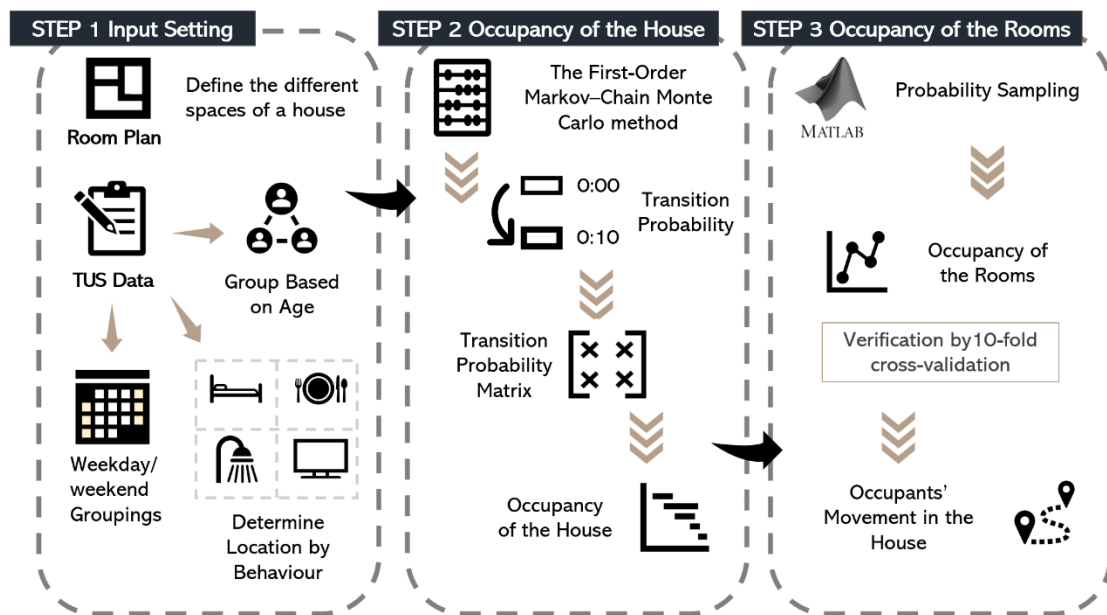 STEP 1 Input Setting
Room Plan
Define the different
spaces of a house
TUS Data
Group Based
on Age
Weekday/
weekend
Groupings
Determine
Location by
Behaviour
STEP 2 Occupancy of the House
The First-Order
Markov–Chain Monte
Carlo method
0:00
0:10
Transition
Probability
Transition
Probability
Matrix
Occupancy
of the House
STEP 3 Occupancy of the Rooms
MATLAB
Probability Sampling
Occupancy of
the Rooms
Verification by10-fold
cross-validation
Occupants'
Movement in the
House